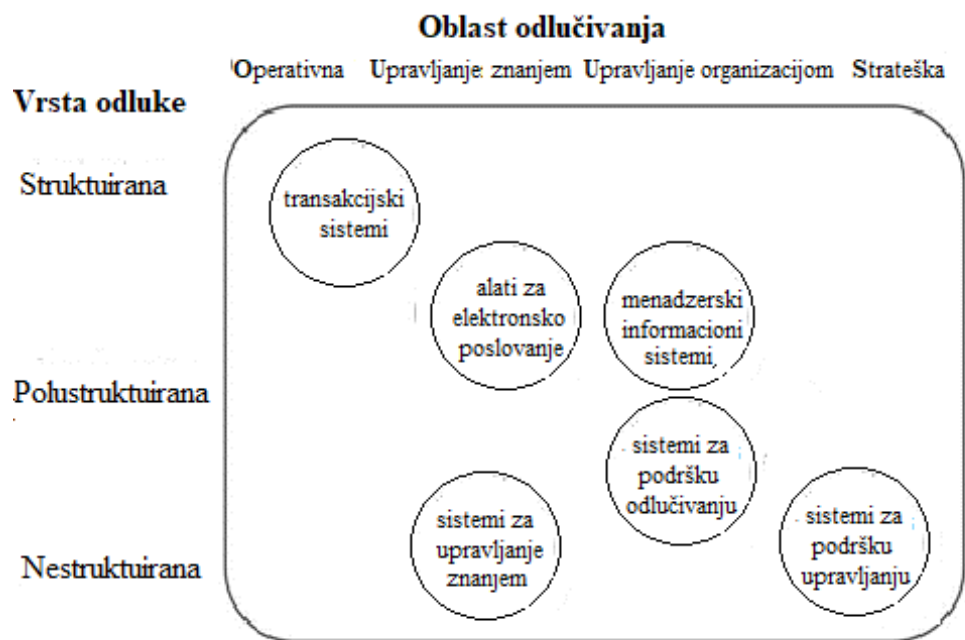 Oblast odlučivanja
Operativna Upravljanje znanjem Upravljanje organizacijom Strateška
Vrsta odluke
Struktuirana
transakcijski
sistemi
alati za
elektronsko
poslovanje
menadzerski
informacioni
sistemi
Polustruktuirana
sistemi za
podršku
odlučivanju
sistemi za
upravljanje
znanjem
sistemi za
podršku
upravljanju
Nestruktuirana